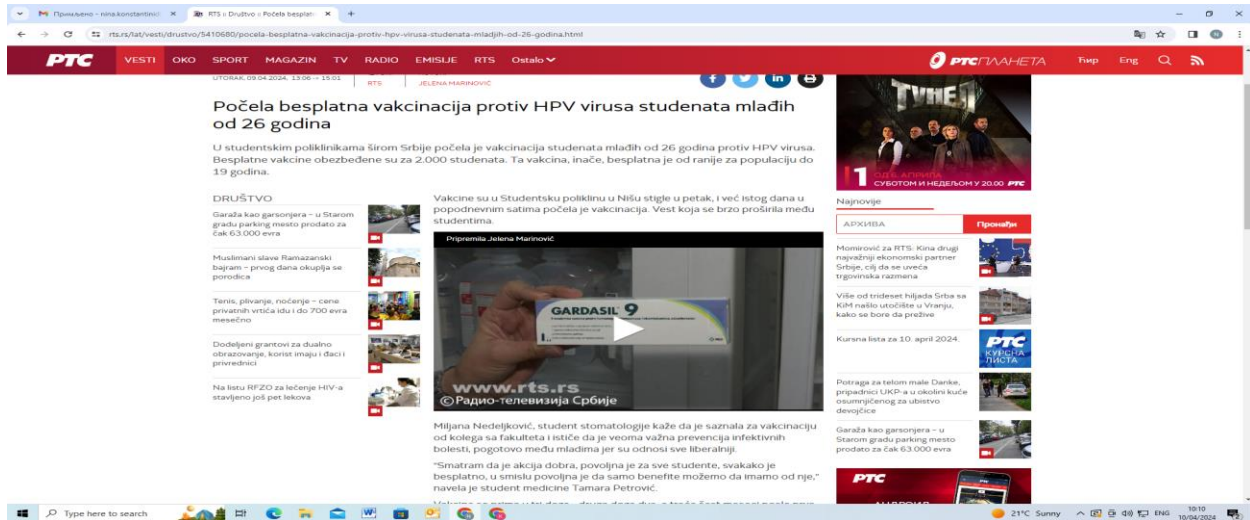 Примљено - nina.konstantinici
RTS :: Društvo :: Počela besplatn
rts.rs/lat/vesti/drustvo/5410680/pocela-besplatna-vakcinacija-protiv-hpv-virusa-studenata-mladjih-od-26-godina.html
РТС VESTI OKO SPORT MAGAZIN TV RADIO EMISIJE RTS Ostalo РТС ПЛАНЕТА Ћир Eng
UTORAK, 09.04.2024, 13:06 -> 15:01
RTS
JELENA MARINOVIĆ
Počela besplatna vakcinacija protiv HPV virusa studenata mlađih
od 26 godina
U studentskim poliklinikama širom Srbije počela je vakcinacija studenata mlađih od 26 godina protiv HPV virusa.
Besplatne vakcine obezbeđene su za 2.000 studenata. Ta vakcina, inače, besplatna je od ranije za populaciju do
19 godina.
DRUŠTVO
Garaža kao garsonjera – u Starom
gradu parking mesto prodato za
čak 63.000 evra
Muslimani slave Ramazanski
bajram – prvog dana okuplja se
porodica
Tenis, plivanje, noćenje – cene
privatnih vrtića idu i do 700 evra
mesečno
Dodeljeni grantovi za dualno
obrazovanje, korist imaju i đaci i
privrednici
Na listu RFZO za lečenje HIV-a
stavljeno još pet lekova
Vakcine su u Studentsku polikliniu u Nišu stigle u petak, i već istog dana u
popodnevnim satima počela je vakcinacija. Vest koja se brzo proširila među
studentima.
Pripremila Jelena Marinović
GARDASIL 9
www.rts.rs
©Радио-телевизија Србије
Miljana Nedeljković, student stomatologije kaže da je saznala za vakcinaciju
od kolega sa fakulteta i ističe da je veoma važna prevencija infektivnih
bolesti, pogotovo među mladima jer su odnosi sve liberalniji.
"Smatram da je akcija dobra, povoljna je za sve studente, svakako je
besplatno, u smislu povoljna je da samo benefite možemo da imamo od nje,"
navela je student medicine Tamara Petrović.
ТУНЕЛ
1
ОД 6. АПРИЛА
СУБОТОМ И НЕДЕЉОМ У 20.00 РТС
Najnovije
АРХИВА Пронађи
Momirović za RTS: Kina drugi
najvažniji ekonomski partner
Srbije, cilj da se uveća
trgovinska razmena
Više od trideset hiljada Srba sa
KiM našlo utočište u Vranju,
kako se bore da prežive
Kursna lista za 10. april 2024.
РТС
КУРСНА
ЛИСТА
Potraga za telom male Danke,
pripadnici UKP-a u okolini kuće
osumnjičenog za ubistvo
devojčice
Garaža kao garsonjera – u
Starom gradu parking mesto
prodato za čak 63.000 evra
РТС
Type here to search
21°C Sunny
ENG
10:10
10/04/2024